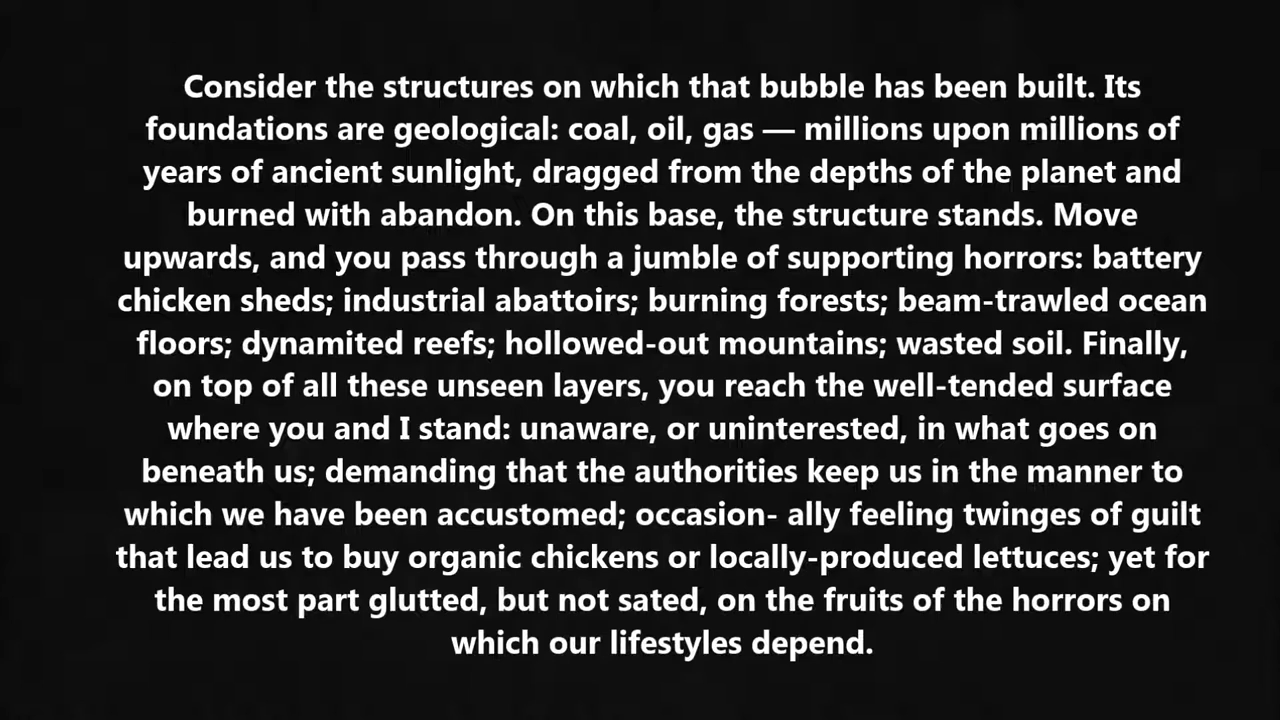 Consider the structures on which that bubble has been built. Its
foundations are geological: coal, oil, gas — millions upon millions of
years of ancient sunlight, dragged from the depths of the planet and
burned with abandon. On this base, the structure stands. Move
upwards, and you pass through a jumble of supporting horrors: battery
chicken sheds; industrial abattoirs; burning forests; beam-trawled ocean
floors; dynamited reefs; hollowed-out mountains; wasted soil. Finally,
on top of all these unseen layers, you reach the well-tended surface
where you and I stand: unaware, or uninterested, in what goes on
beneath us; demanding that the authorities keep us in the manner to
which we have been accustomed; occasion- ally feeling twinges of guilt
that lead us to buy organic chickens or locally-produced lettuces; yet for
the most part glutted, but not sated, on the fruits of the horrors on
which our lifestyles depend.